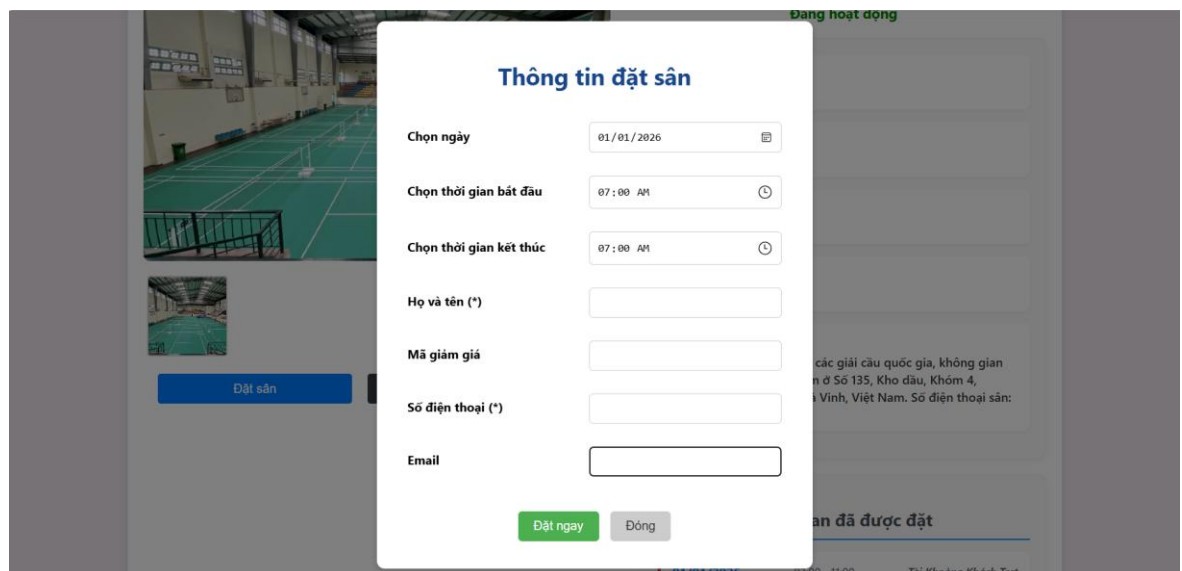 Đang hoạt động
Thông tin đặt sân
Chọn ngày
01/01/2026
Chọn thời gian bắt đầu
07:00 AM
Chọn thời gian kết thúc
07:00 AM
Họ và tên (*)
Mã giảm giá
các giải cầu quốc gia, không gian
ở Số 135, Kho dầu, Khóm 4,
Đặt sân
Vinh, Việt Nam. Số điện thoại sân:
Số điện thoại (*)
Email
đã được đặt
Đặt ngay
Đóng